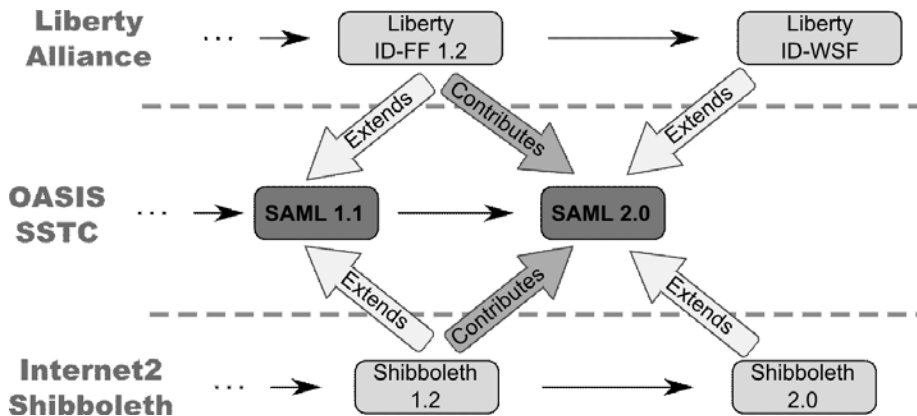 Liberty
Alliance
...
Liberty
ID-FF 1.2
Liberty
ID-WSF
Extends
Contributes
Extends
OASIS
SSTC
...
SAML 1.1
SAML 2.0
Extends
Contributes
Extends
Internet2
Shibboleth
...
Shibboleth
1.2
Shibboleth
2.0